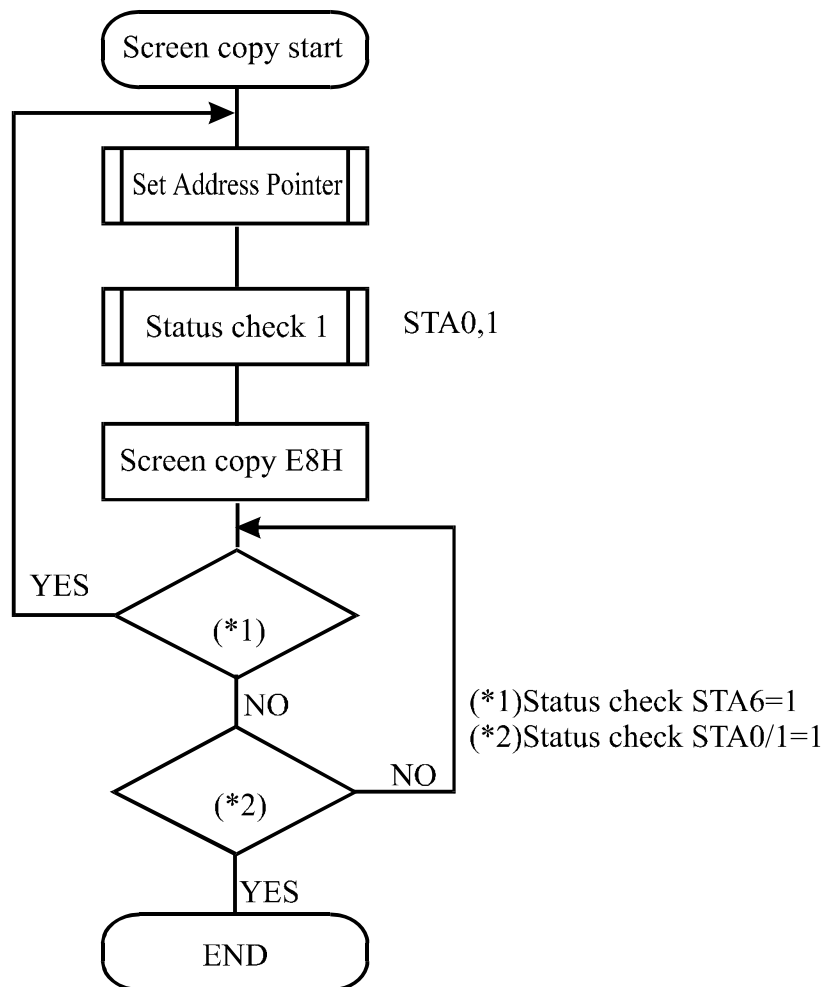 Screen copy start
Set Address Pointer
Status check 1
STA0,1
Screen copy E8H
YES
(*1)
NO
(*1)Status check STA6=1
(*2)Status check STA0/1=1
NO
(*2)
YES
END